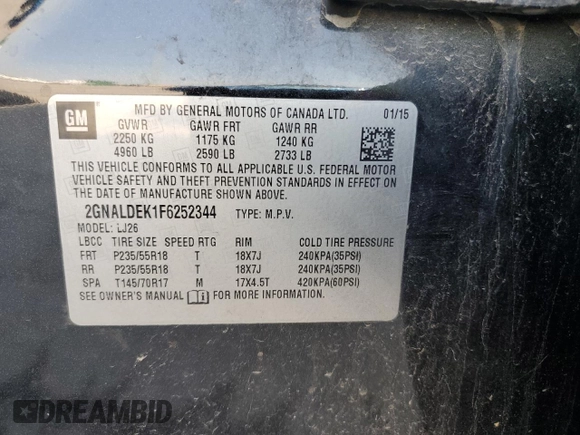 GM
MFD BY GENERAL MOTORS OF CANADA LTD. 01/15
GVWR GAWR FRT GAWR RR
2250 KG 1175 KG 1240 KG
4960 LB 2590 LB 2733 LB
THIS VEHICLE CONFORMS TO ALL APPLICABLE U.S. FEDERAL MOTOR
VEHICLE SAFETY AND THEFT PREVENTION STANDARDS IN EFFECT ON
THE DATE OF MANUFACTURE SHOWN ABOVE.
2GNALDEK1F6252344 TYPE: M.P.V.
MODEL: LJ26
LBCC TIRE SIZE SPEED RTG RIM COLD TIRE PRESSURE
FRT P235/55R18 T 18X7J 240KPA(35PSI)
RR P235/55R18 T 18X7J 240KPA(35PSI)
SPA T145/70R17 M 17X4.5T 420KPA(60PSI)
SEE OWNER'S MANUAL FOR MORE INFORMATION
DREAMBID